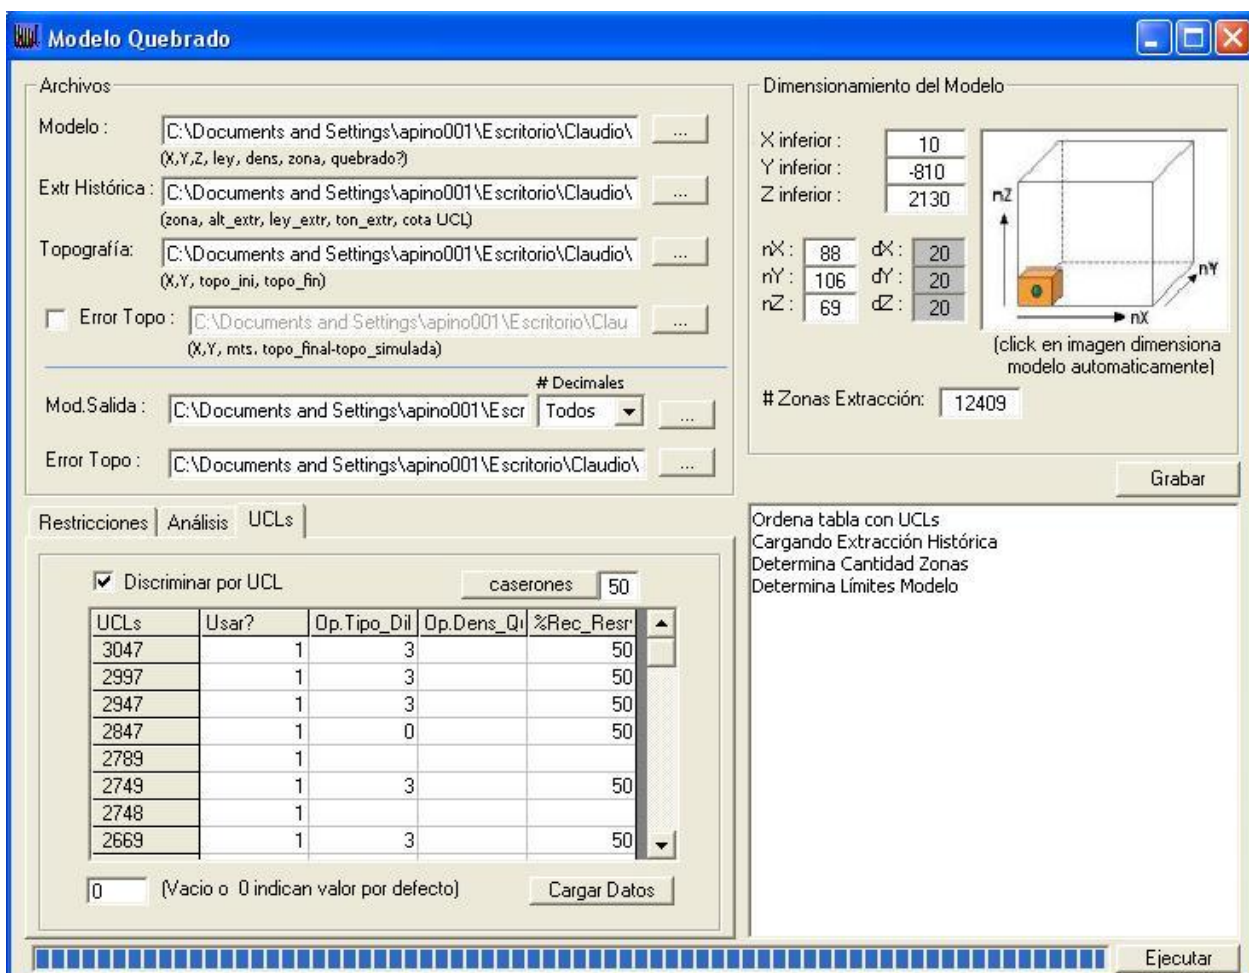 Modelo Quebrado
Archivos
Modelo : C:\Documents and Settings\apino001\Escritorio\Claudio\ ...
(X,Y,Z, ley, dens, zona, quebrado?)
Extr Histórica : C:\Documents and Settings\apino001\Escritorio\Claudio\ ...
(zona, alt_extr, ley_extr, ton_extr, cota UCL)
Topografía: C:\Documents and Settings\apino001\Escritorio\Claudio\ ...
(X,Y, topo_ini, topo_fin)
Error Topo : C:\Documents and Settings\apino001\Escritorio\Clau ...
(X,Y, mts, topo_final-topo_simulada)
# Decimales
Mod.Salida : C:\Documents and Settings\apino001\Escr Todos ...
Error Topo : C:\Documents and Settings\apino001\Escritorio\Claudio\ ...
Dimensionamiento del Modelo
X inferior : 10
Y inferior : -810
Z inferior : 2130
nX : 88 dX : 20
nY : 106 dY : 20
nZ : 69 dZ : 20
nZ
nY
nX
(click en imagen dimensiona
modelo automaticamente)
# Zonas Extracción: 12409
Grabar
Restricciones Análisis UCLs
Discriminar por UCL caserones 50
UCLs Usar? Op.Tipo_Dil Op.Dens_Qu %Rec_Resr
3047 1 3 50
2997 1 3 50
2947 1 3 50
2847 1 0 50
2789 1
2749 1 3 50
2748 1
2669 1 3 50
0 (Vacio o 0 indican valor por defecto) Cargar Datos
Ordena tabla con UCLs
Cargando Extracción Histórica
Determina Cantidad Zonas
Determina Límites Modelo
Ejecutar